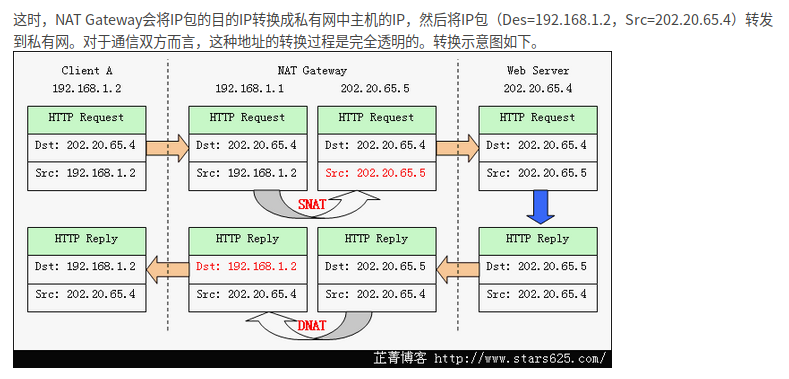 这时，NAT Gateway会将IP包的目的IP转换成私有网中主机的IP，然后将IP包（Des=192.168.1.2，Src=202.20.65.4）转发
到私有网。对于通信双方而言，这种地址的转换过程是完全透明的。转换示意图如下。
Client A NAT Gateway Web Server
192.168.1.2 192.168.1.1 202.20.65.5 202.20.65.4
HTTP Request HTTP Request HTTP Request HTTP Request
Dst: 202.20.65.4 Dst: 202.20.65.4 Dst: 202.20.65.4 Dst: 202.20.65.4
Src: 192.168.1.2 Src: 192.168.1.2 Src: 202.20.65.5 Src: 202.20.65.5
SNAT
HTTP Reply HTTP Reply HTTP Reply HTTP Reply
Dst: 192.168.1.2 Dst: 192.168.1.2 Dst: 202.20.65.5 Dst: 202.20.65.5
Src: 202.20.65.4 Src: 202.20.65.4 Src: 202.20.65.4 Src: 202.20.65.4
DNAT
芷菁博客 http://www.stars625.com/